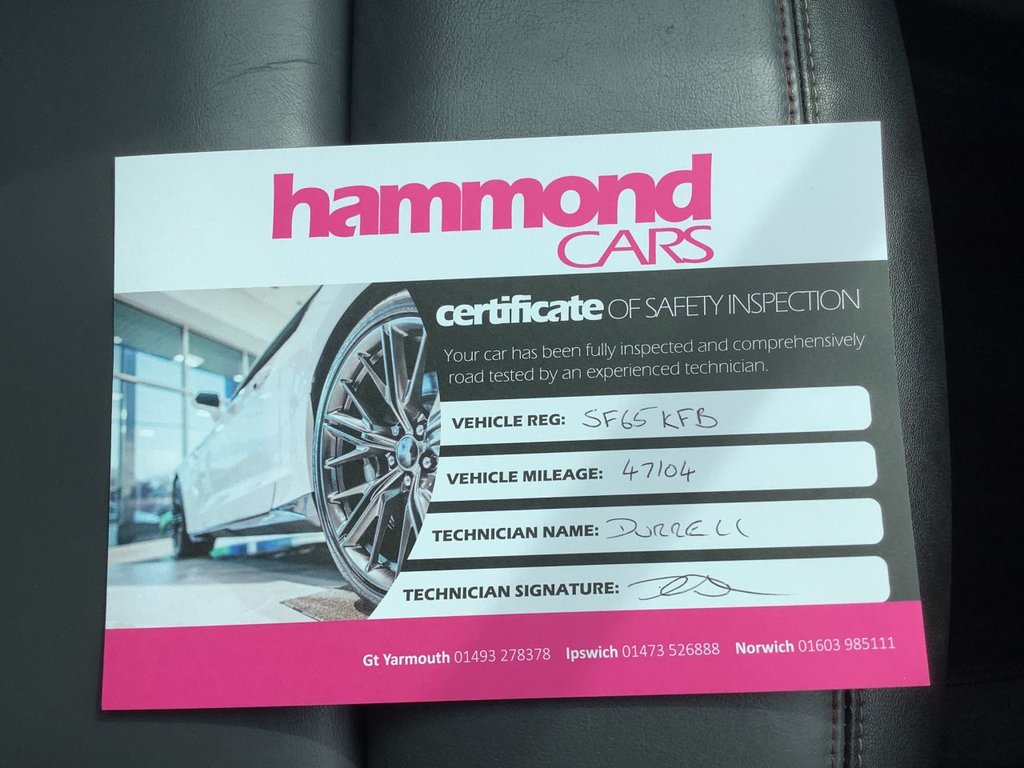 hammond
CARS
certificate OF SAFETY INSPECTION
Your car has been fully inspected and comprehensively
road tested by an experienced technician.
VEHICLE REG: SF65 KFB
VEHICLE MILEAGE: 47104
TECHNICIAN NAME: DURRELL
TECHNICIAN SIGNATURE:
Gt Yarmouth 01493 278378 Ipswich 01473 526888 Norwich 01603 985111